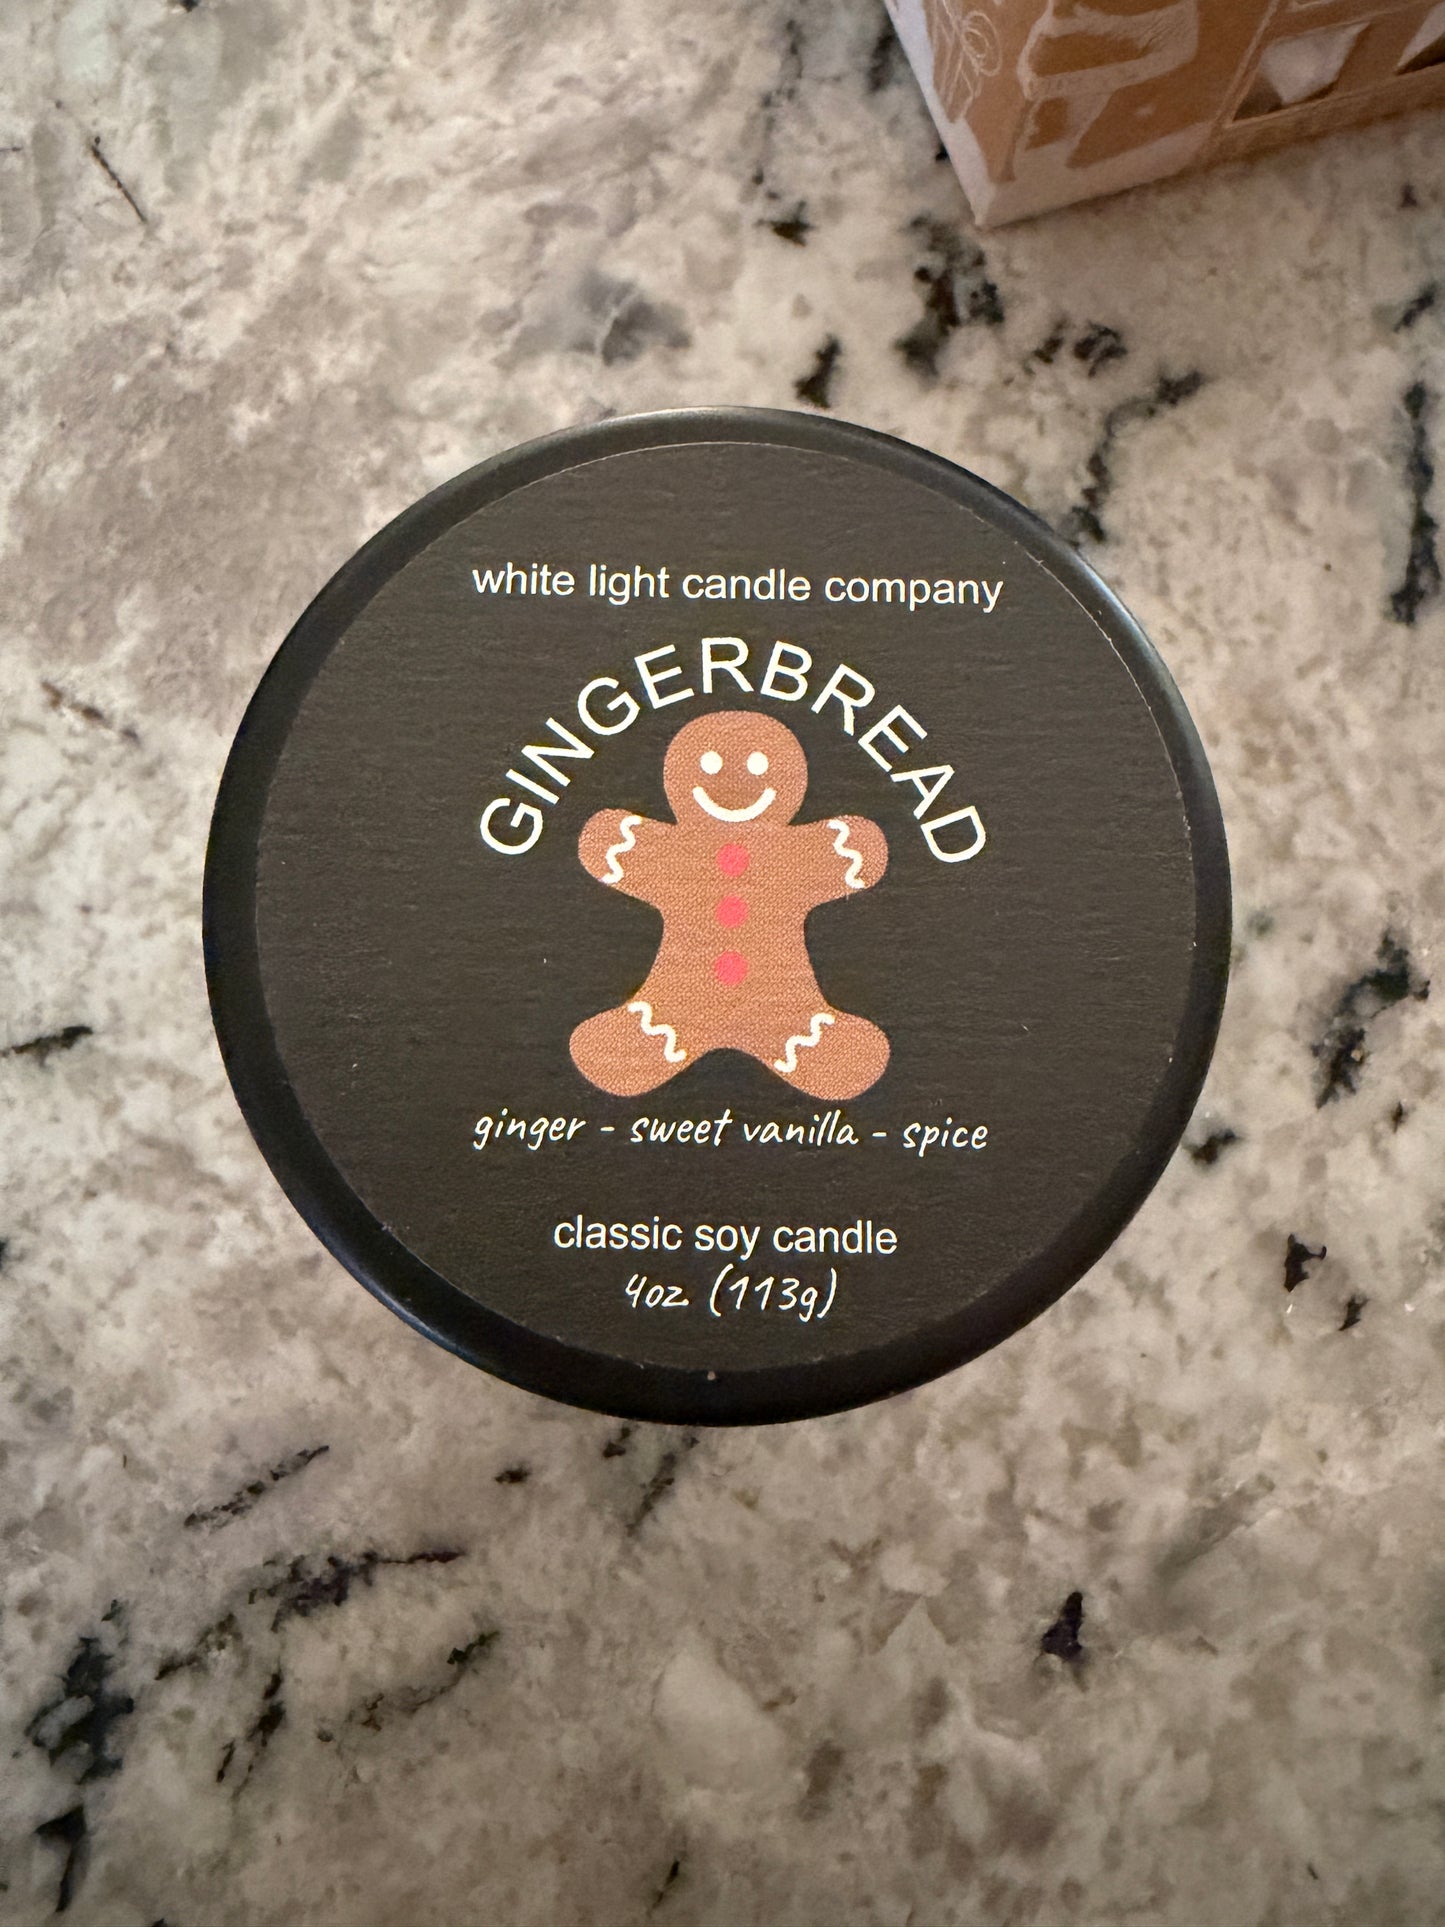 white light candle company
GINGERBREAD
ginger - sweet vanilla - spice
classic soy candle
4oz (113g)